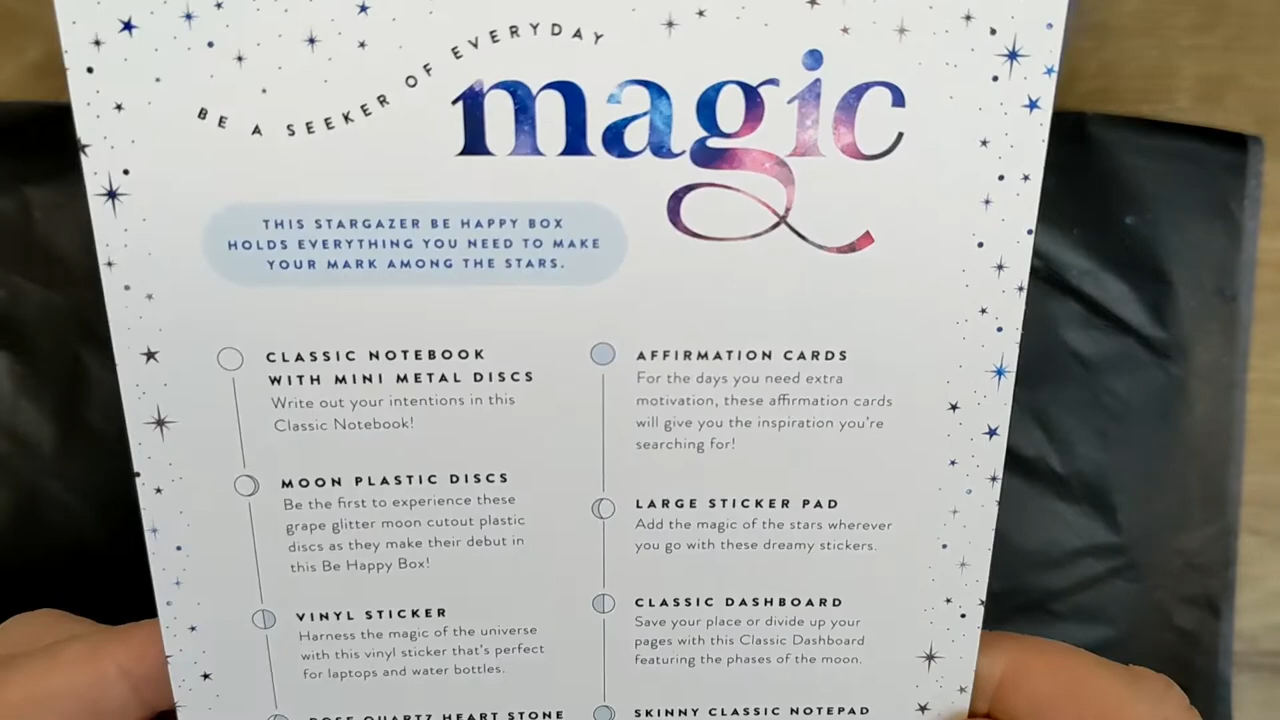 BE A SEEKER OF EVERYDAY
magic
THIS STARGAZER BE HAPPY BOX
HOLDS EVERYTHING YOU NEED TO MAKE
YOUR MARK AMONG THE STARS.
CLASSIC NOTEBOOK
WITH MINI METAL DISCS
Write out your intentions in this
Classic Notebook!
MOON PLASTIC DISCS
Be the first to experience these
grape glitter moon cutout plastic
discs as they make their debut in
this Be Happy Box!
VINYL STICKER
Harness the magic of the universe
with this vinyl sticker that's perfect
for laptops and water bottles.
ROSE QUARTZ HEART STONE
AFFIRMATION CARDS
For the days you need extra
motivation, these affirmation cards
will give you the inspiration you're
searching for!
LARGE STICKER PAD
Add the magic of the stars wherever
you go with these dreamy stickers.
CLASSIC DASHBOARD
Save your place or divide up your
pages with this Classic Dashboard
featuring the phases of the moon.
SKINNY CLASSIC NOTEPAD